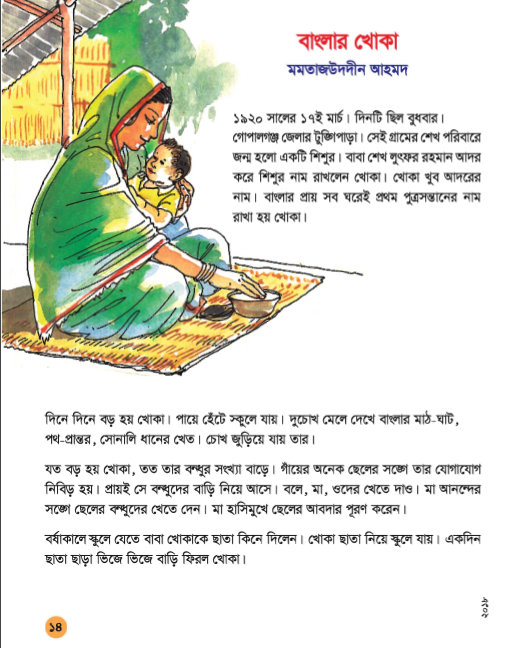 বাংলার খোকা
মমতাজউদদীন আহমদ
১৯২০ সালের ১৭ই মার্চ। দিনটি ছিল বুধবার।
গোপালগঞ্জ জেলার টুঙ্গিপাড়া। সেই গ্রামের শেখ পরিবারে
জন্ম হলো একটি শিশুর। বাবা শেখ লুৎফর রহমান আদর
করে শিশুর নাম রাখলেন খোকা। খোকা খুব আদরের
নাম। বাংলার প্রায় সব ঘরেই প্রথম পুত্রসন্তানের নাম
রাখা হয় খোকা।
দিনে দিনে বড় হয় খোকা। পায়ে হেঁটে স্কুলে যায়। দুচোখ মেলে দেখে বাংলার মাঠ-ঘাট,
পথ-প্রান্তর, সোনালি ধানের খেত। চোখ জুড়িয়ে যায় তার।
যত বড় হয় খোকা, তত তার বন্ধুর সংখ্যা বাড়ে। গাঁয়ের অনেক ছেলের সঙ্গে তার যোগাযোগ
নিবিড় হয়। প্রায়ই সে বন্ধুদের বাড়ি নিয়ে আসে। বলে, মা, ওদের খেতে দাও। মা আনন্দের
সঙ্গে ছেলের বন্ধুদের খেতে দেন। মা হাসিমুখে ছেলের আবদার পূরণ করেন।
বর্ষাকালে স্কুলে যেতে বাবা খোকাকে ছাতা কিনে দিলেন। খোকা ছাতা নিয়ে স্কুলে যায়। একদিন
ছাতা ছাড়া ভিজে ভিজে বাড়ি ফিরল খোকা।
২০১৮
১৪